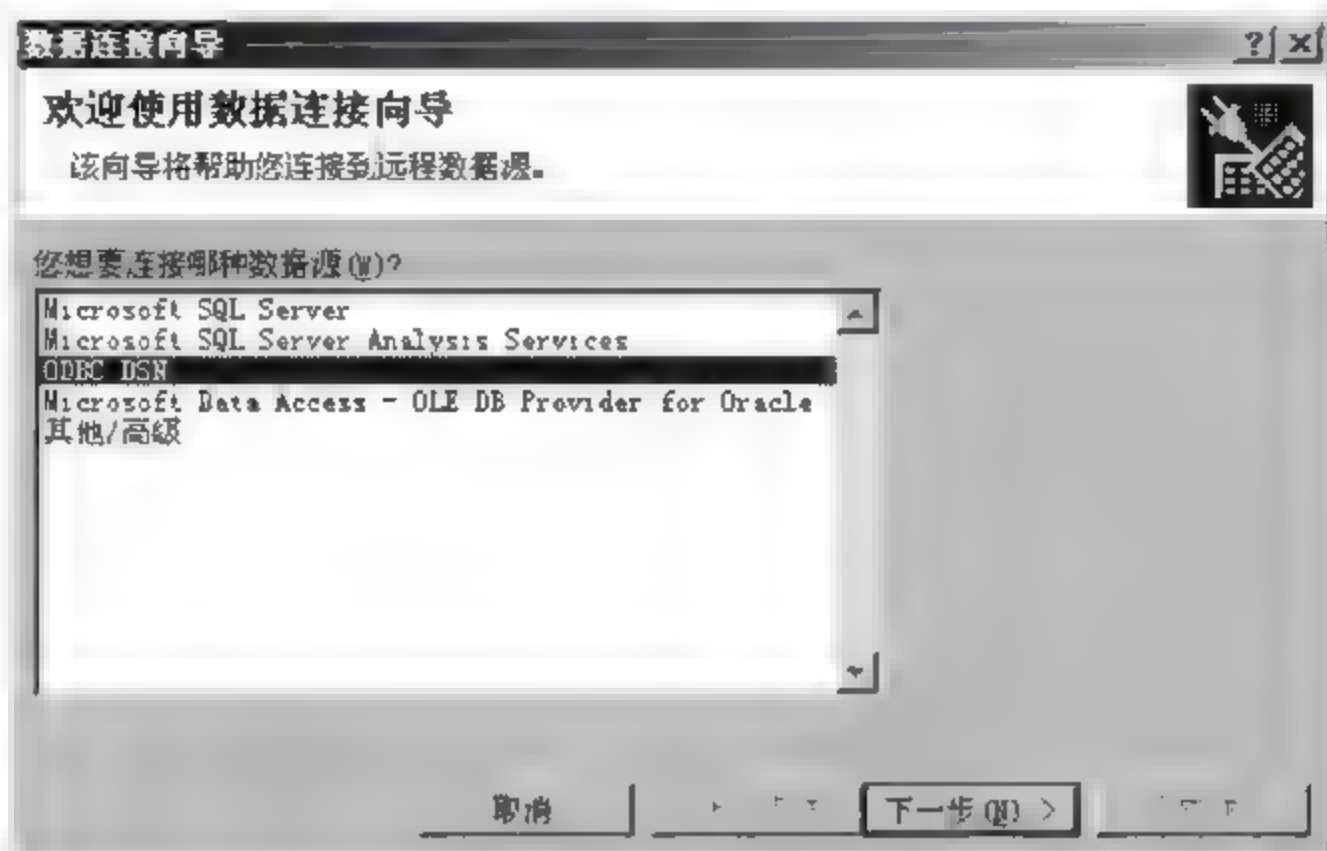 数据连接向导
欢迎使用数据连接向导
该向导将帮助您连接到远程数据源。
您想要连接哪种数据源(W)?
Microsoft SQL Server
Microsoft SQL Server Analysis Services
ODBC DSN
Microsoft Data Access - OLE DB Provider for Oracle
其他/高级
取消 下一步(N) >